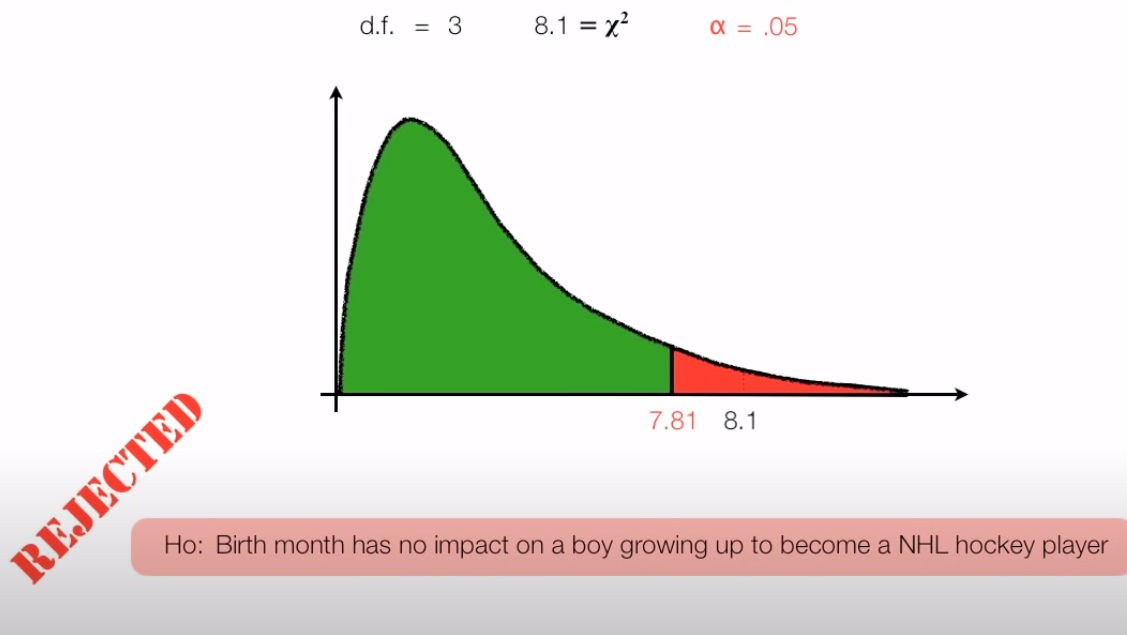 d.f. = 3 8.1 = χ² α = .05
7.81 8.1
REJECTED
Ho: Birth month has no impact on a boy growing up to become a NHL hockey player